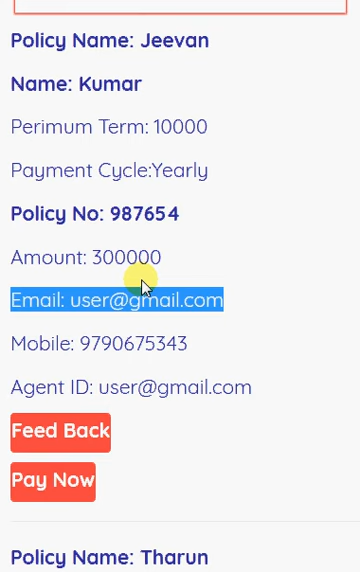 Policy Name: Jeevan
Name: Kumar
Perimum Term: 10000
Payment Cycle:Yearly
Policy No: 987654
Amount: 300000
Email: user@gmail.com
Mobile: 9790675343
Agent ID: user@gmail.com
Feed Back
Pay Now
Policy Name: Tharun